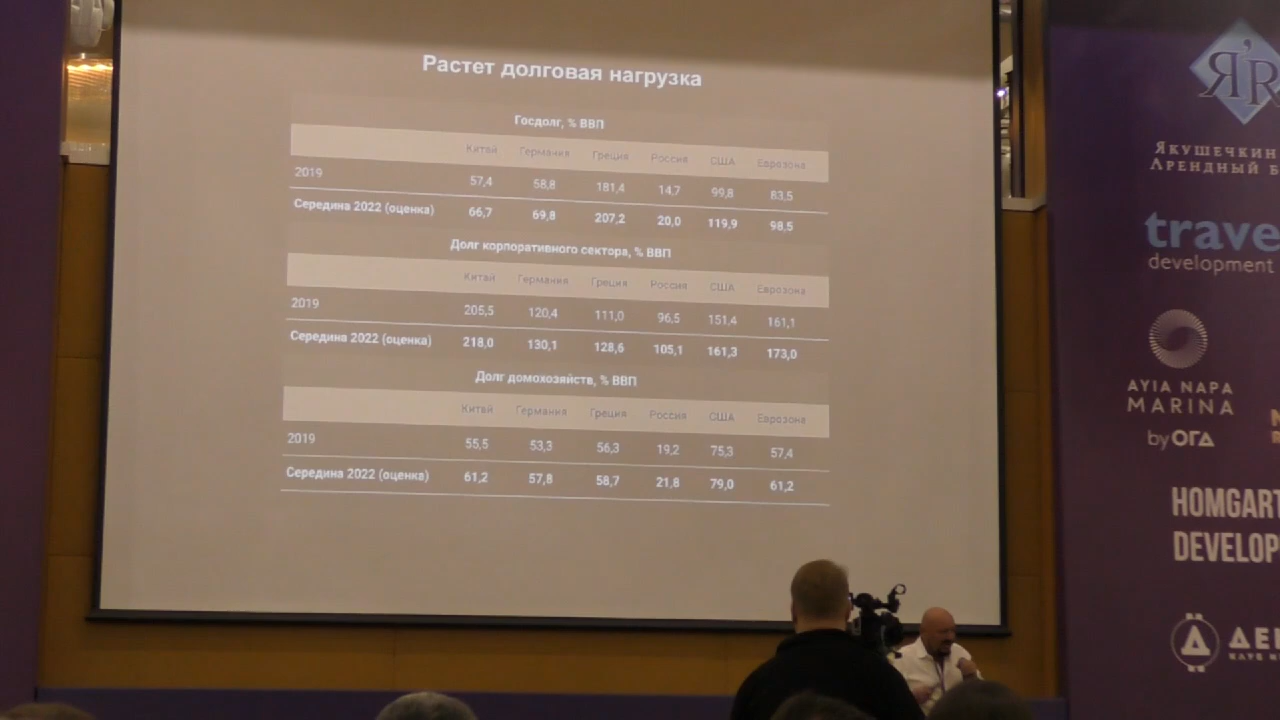 Растет долговая нагрузка
Госдолг, % ВВП
Китай Германия Греция Россия США Еврозона
2019 57,4 58,8 181,4 14,7 99,8 83,5
Середина 2022 (оценка) 66,7 69,8 207,2 20,0 119,9 98,5
Долг корпоративного сектора, % ВВП
Китай Германия Греция Россия США Еврозона
2019 205,5 120,4 111,0 96,5 151,4 161,1
Середина 2022 (оценка) 218,0 130,1 128,6 105,1 161,3 173,0
Долг домохозяйств, % ВВП
Китай Германия Греция Россия США Еврозона
2019 55,5 53,3 56,3 19,2 75,3 57,4
Середина 2022 (оценка) 61,2 57,8 58,7 21,8 79,0 61,2
Я'R
ЯКУШЕЧКИН
АРЕНДНЫЙ Б
trave
development
AYIA NAPA
MARINA
by ОГΔ
HOMGART
DEVELOP